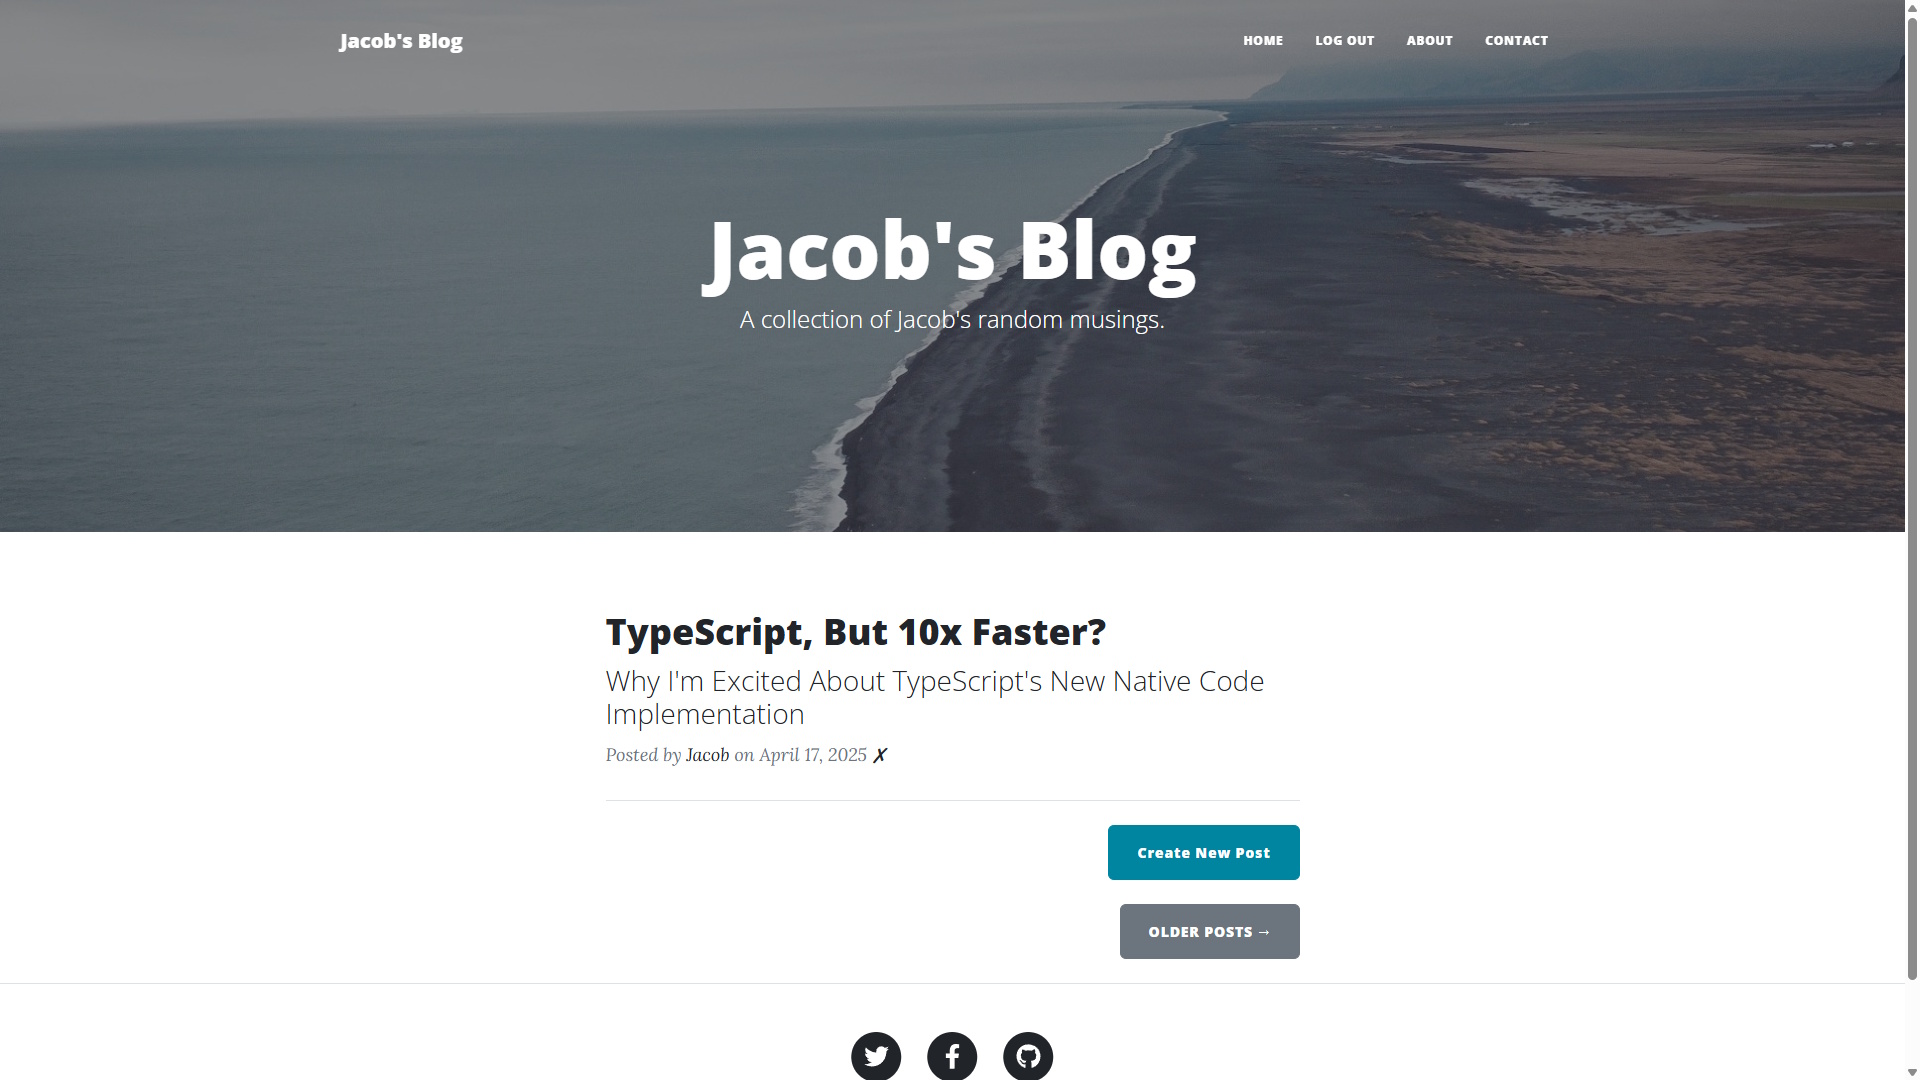 Jacob's Blog
HOME LOG OUT ABOUT CONTACT
Jacob's Blog
A collection of Jacob's random musings.
TypeScript, But 10x Faster?
Why I'm Excited About TypeScript's New Native Code
Implementation
Posted by Jacob on April 17, 2025 ✗
Create New Post
OLDER POSTS →